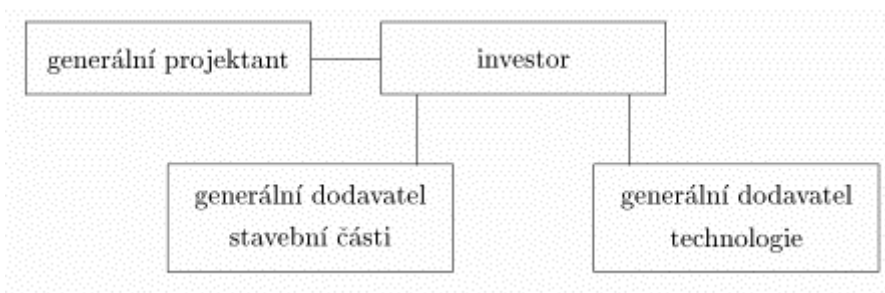 generální projektant
investor
generální dodavatel
stavební části
generální dodavatel
technologie